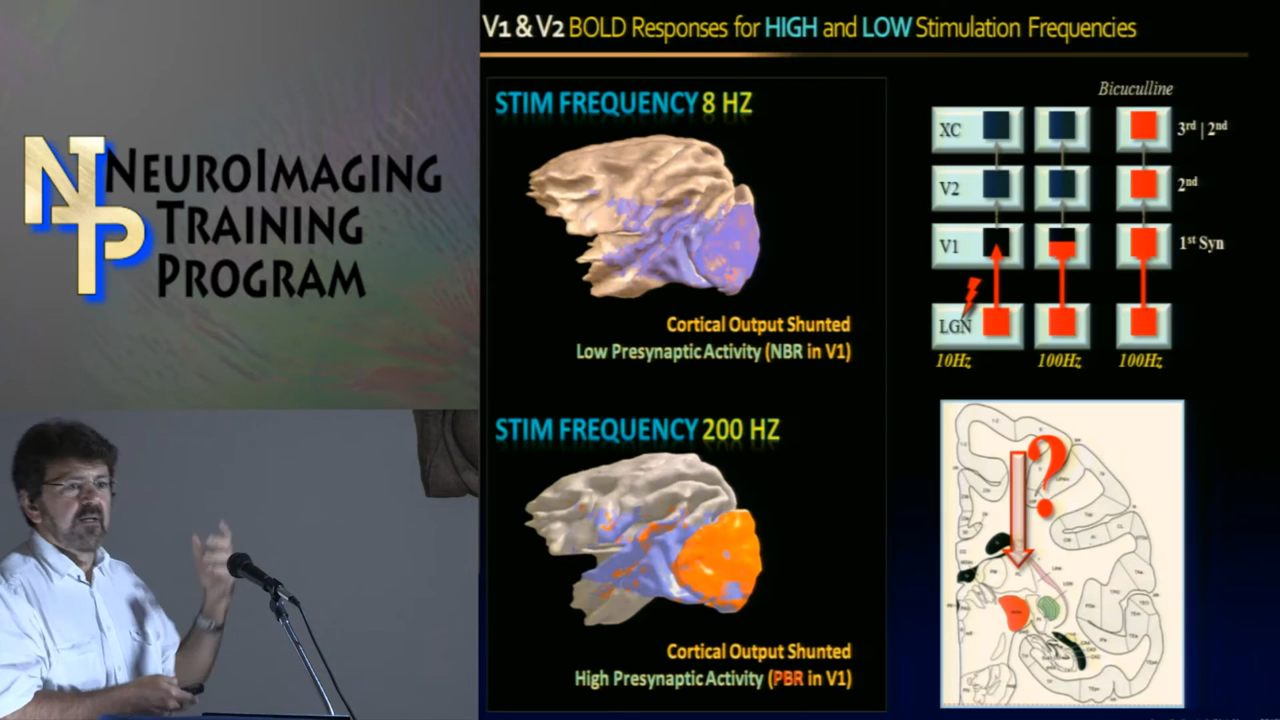 NEUROIMAGING
TRAINING
PROGRAM
NTP
V1 & V2 BOLD Responses for HIGH and LOW Stimulation Frequencies
STIM FREQUENCY 8 HZ
Cortical Output Shunted
Low Presynaptic Activity (NBR in V1)
STIM FREQUENCY 200 HZ
Cortical Output Shunted
High Presynaptic Activity (PBR in V1)
Bicuculline
XC
3rd | 2nd
V2
2nd
V1
1st Syn
LGN
10Hz 100Hz 100Hz
?